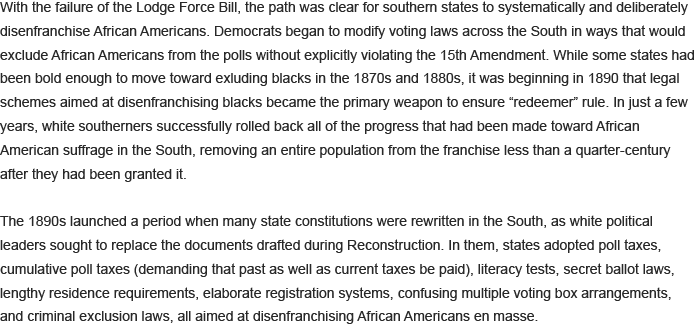 With the failure of the Lodge Force Bill, the path was clear for southern states to systematically and deliberately
disenfranchise African Americans. Democrats began to modify voting laws across the South in ways that would
exclude African Americans from the polls without explicitly violating the 15th Amendment. While some states had
been bold enough to move toward exluding blacks in the 1870s and 1880s, it was beginning in 1890 that legal
schemes aimed at disenfranchising blacks became the primary weapon to ensure “redeemer” rule. In just a few
years, white southerners successfully rolled back all of the progress that had been made toward African
American suffrage in the South, removing an entire population from the franchise less than a quarter-century
after they had been granted it.

The 1890s launched a period when many state constitutions were rewritten in the South, as white political
leaders sought to replace the documents drafted during Reconstruction. In them, states adopted poll taxes,
cumulative poll taxes (demanding that past as well as current taxes be paid), literacy tests, secret ballot laws,
lengthy residence requirements, elaborate registration systems, confusing multiple voting box arrangements,
and criminal exclusion laws, all aimed at disenfranchising African Americans en masse.